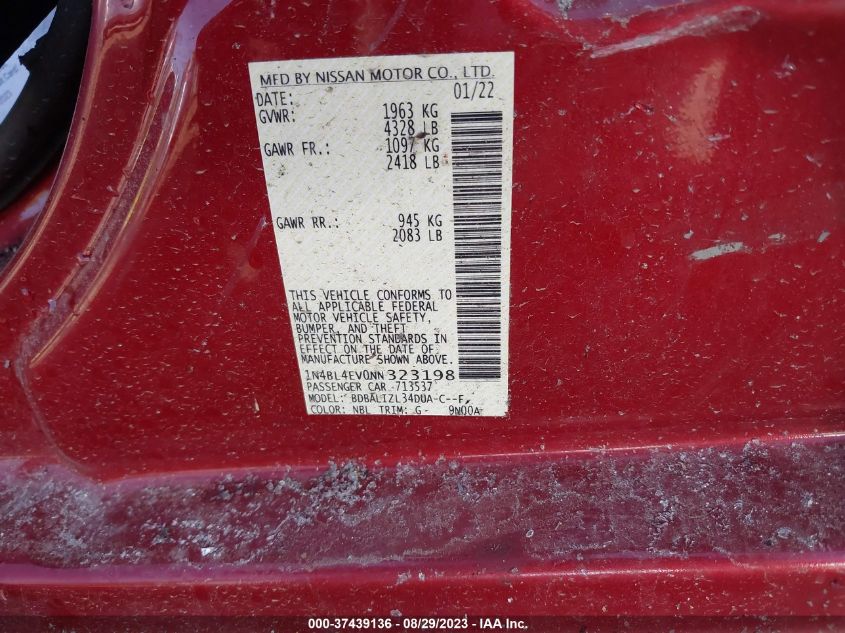 MFD BY NISSAN MOTOR CO., LTD.
DATE: 01/22
GVWR: 1963 KG
4328 LB
GAWR FR.: 1097 KG
2418 LB
GAWR RR.: 945 KG
2083 LB
THIS VEHICLE CONFORMS TO
ALL APPLICABLE FEDERAL
MOTOR VEHICLE SAFETY,
BUMPER, AND THEFT
PREVENTION STANDARDS IN
EFFECT ON THE DATE OF
MANUFACTURE SHOWN ABOVE.
1N4BL4EV0NN323198
PASSENGER CAR 713537
MODEL: BDBALIZL34DUA-C--F,
COLOR: NBL TRIM: G- 9N00A
000-37439136 - 08/29/2023 - IAA Inc.